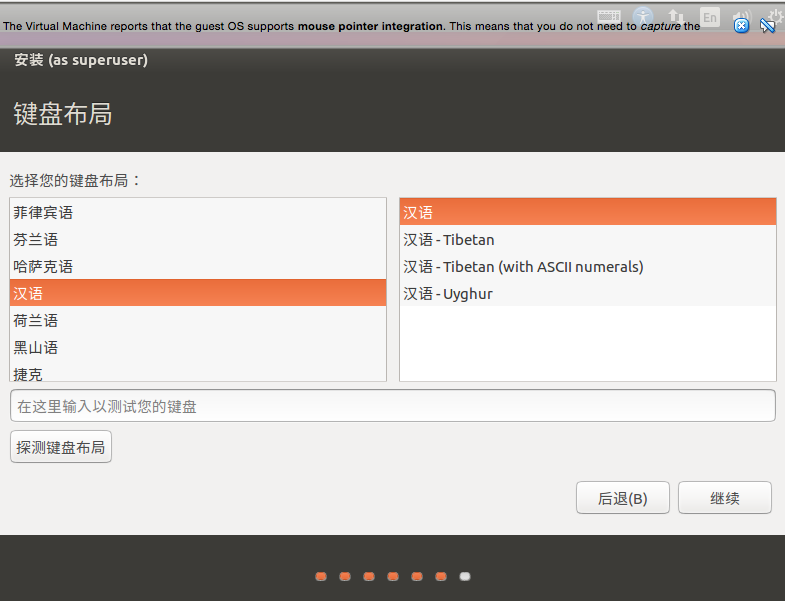 The Virtual Machine reports that the guest OS supports mouse pointer integration. This means that you do not need to capture the
En
安装 (as superuser)
键盘布局
选择您的键盘布局：
菲律宾语
芬兰语
哈萨克语
汉语
荷兰语
黑山语
捷克
汉语
汉语 - Tibetan
汉语 - Tibetan (with ASCII numerals)
汉语 - Uyghur
在这里输入以测试您的键盘
探测键盘布局
后退(B)
继续